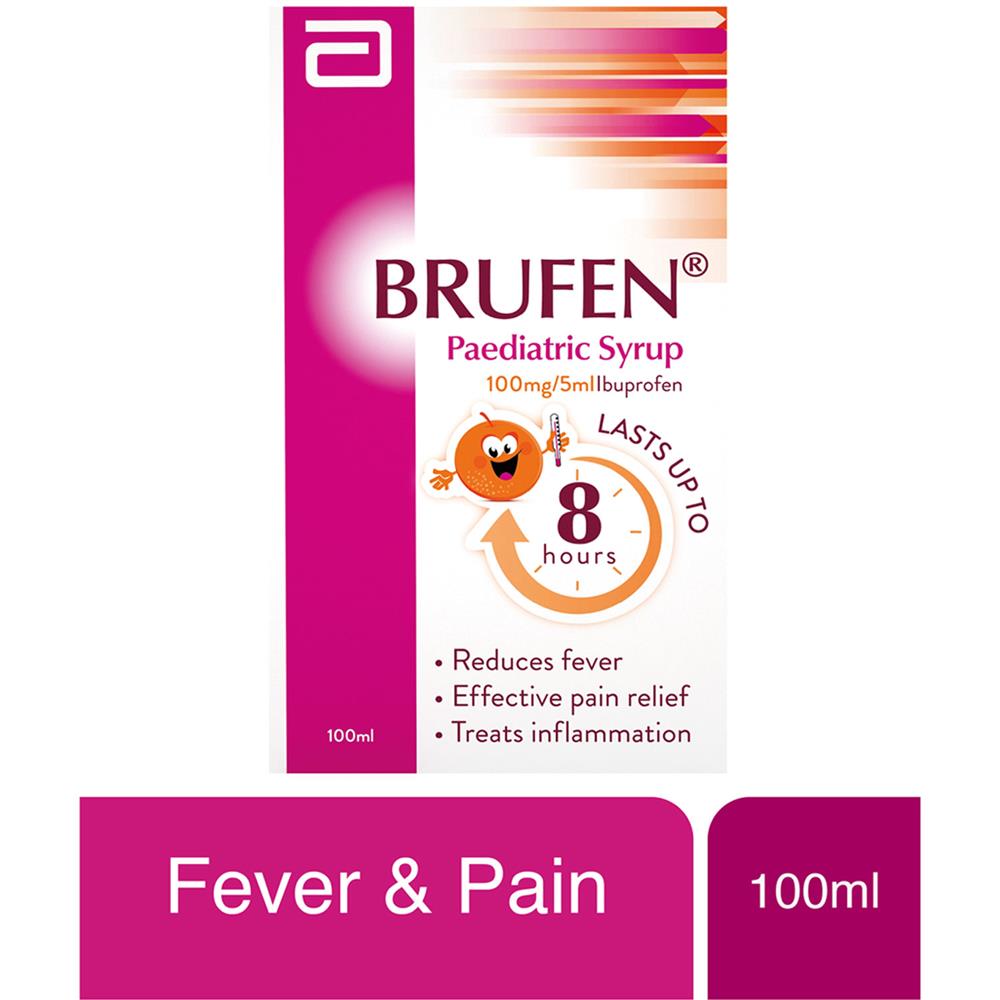 BRUFEN®
Paediatric Syrup
100mg/5ml Ibuprofen
LASTS UP TO
8
hours
• Reduces fever
• Effective pain relief
• Treats inflammation
100ml
Fever & Pain
100ml